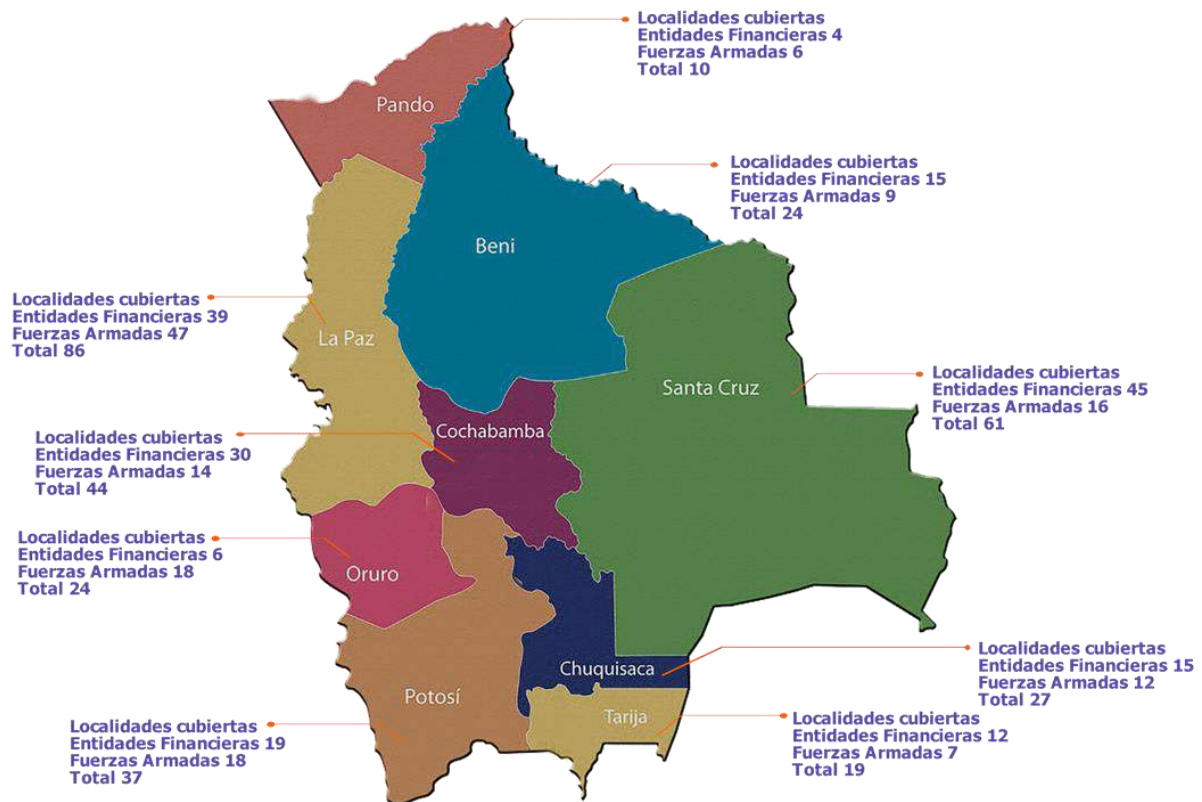 Localidades cubiertas
Entidades Financieras 4
Fuerzas Armadas 6
Total 10
Pando
Localidades cubiertas
Entidades Financieras 15
Fuerzas Armadas 9
Total 24
Beni
Localidades cubiertas
Entidades Financieras 39
Fuerzas Armadas 47
Total 86
La Paz
Localidades cubiertas
Entidades Financieras 45
Fuerzas Armadas 16
Total 61
Santa Cruz
Localidades cubiertas
Entidades Financieras 30
Fuerzas Armadas 14
Total 44
Cochabamba
Localidades cubiertas
Entidades Financieras 6
Fuerzas Armadas 18
Total 24
Oruro
Localidades cubiertas
Entidades Financieras 15
Fuerzas Armadas 12
Total 27
Chuquisaca
Localidades cubiertas
Entidades Financieras 19
Fuerzas Armadas 18
Total 37
Potosí
Tarija
Localidades cubiertas
Entidades Financieras 12
Fuerzas Armadas 7
Total 19